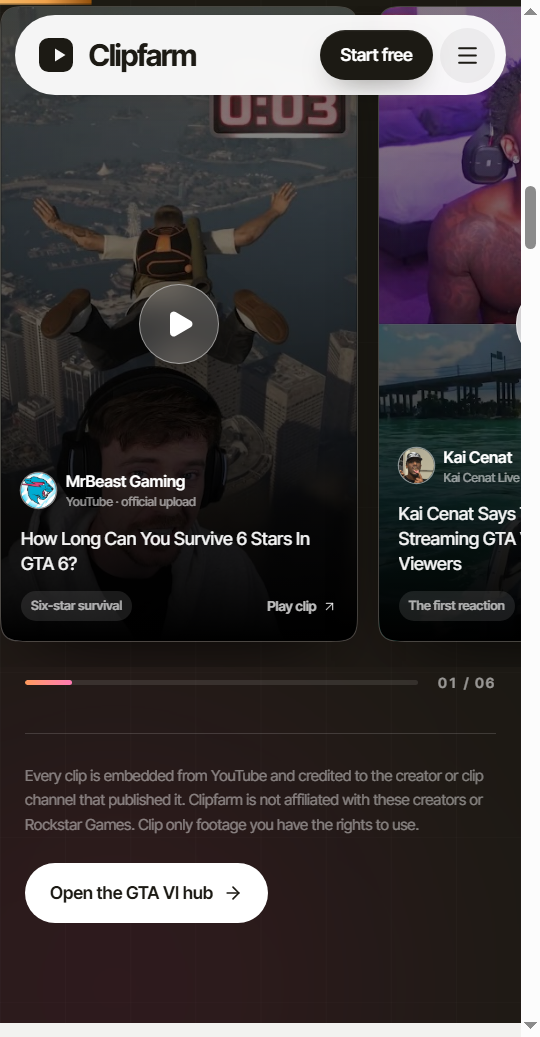 Clipfarm
Start free
0:03
MrBeast Gaming
YouTube · official upload
How Long Can You Survive 6 Stars In
GTA 6?
Six-star survival
Play clip
Kai Cenat
Kai Cenat Live
Kai Cenat Says
Streaming GTA
Viewers
The first reaction
01 / 06
Every clip is embedded from YouTube and credited to the creator or clip
channel that published it. Clipfarm is not affiliated with these creators or
Rockstar Games. Clip only footage you have the rights to use.
Open the GTA VI hub